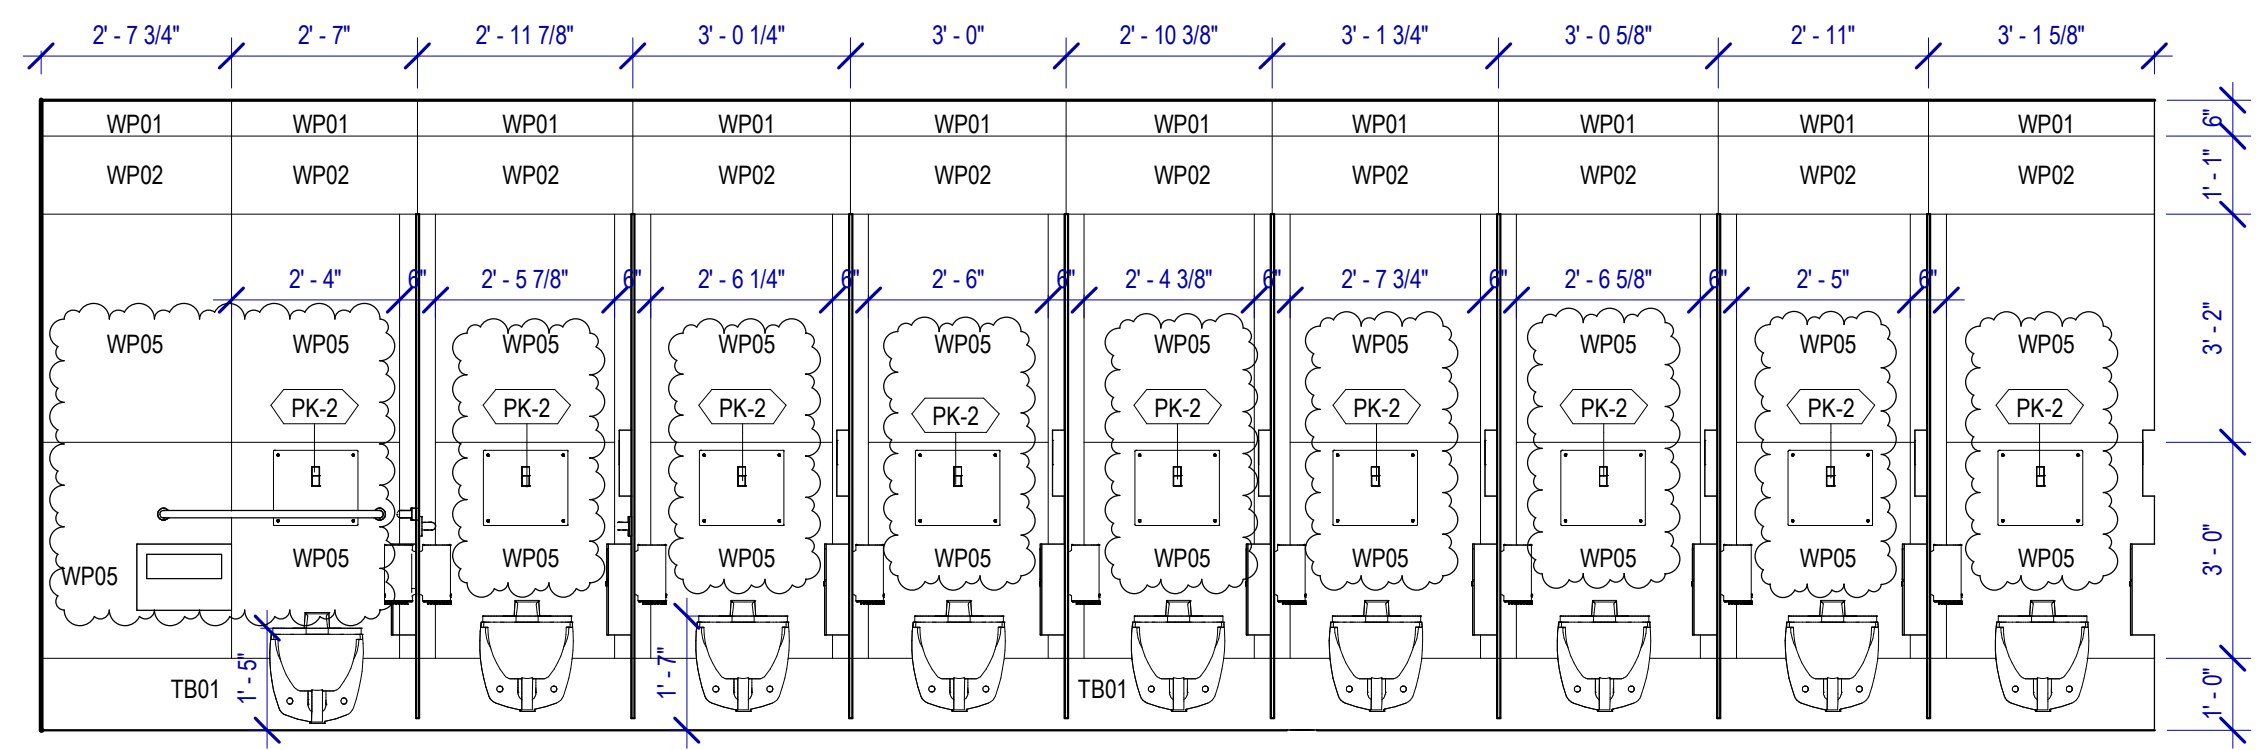 2' - 7 3/4" 2' - 7" 2' - 11 7/8" 3' - 0 1/4" 3' - 0" 2' - 10 3/8" 3' - 1 3/4" 3' - 0 5/8" 2' - 11" 3' - 1 5/8"
WP01 WP01 WP01 WP01 WP01 WP01 WP01 WP01 WP01 WP01 6"
WP02 WP02 WP02 WP02 WP02 WP02 WP02 WP02 WP02 WP02 1' - 1"
2' - 4" 6" 2' - 5 7/8" 6" 2' - 6 1/4" 6" 2' - 6" 6" 2' - 4 3/8" 6" 2' - 7 3/4" 6" 2' - 6 5/8" 6" 2' - 5" 6"
WP05 WP05 WP05 WP05 WP05 WP05 WP05 WP05 WP05 WP05 3' - 2"
PK-2 PK-2 PK-2 PK-2 PK-2 PK-2 PK-2 PK-2 PK-2
WP05 WP05 WP05 WP05 WP05 WP05 WP05 WP05 WP05 WP05 3' - 0"
TB01 1' - 5" 1' - 7" TB01 1' - 0"